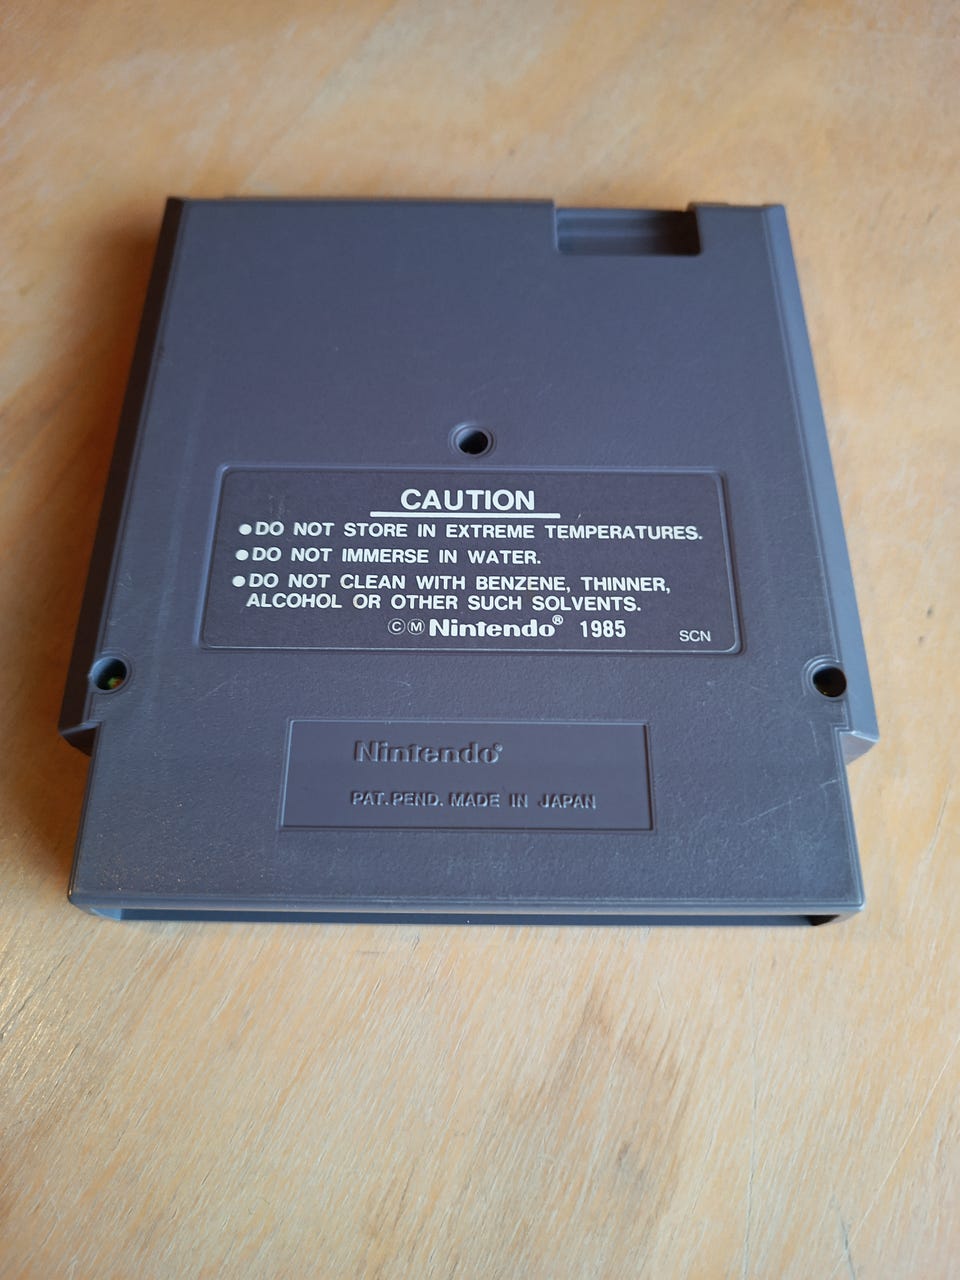 CAUTION
●DO NOT STORE IN EXTREME TEMPERATURES.
●DO NOT IMMERSE IN WATER.
●DO NOT CLEAN WITH BENZENE, THINNER,
ALCOHOL OR OTHER SUCH SOLVENTS.
ⒸⓂNintendo® 1985 SCN
Nintendo®
PAT. PEND. MADE IN JAPAN